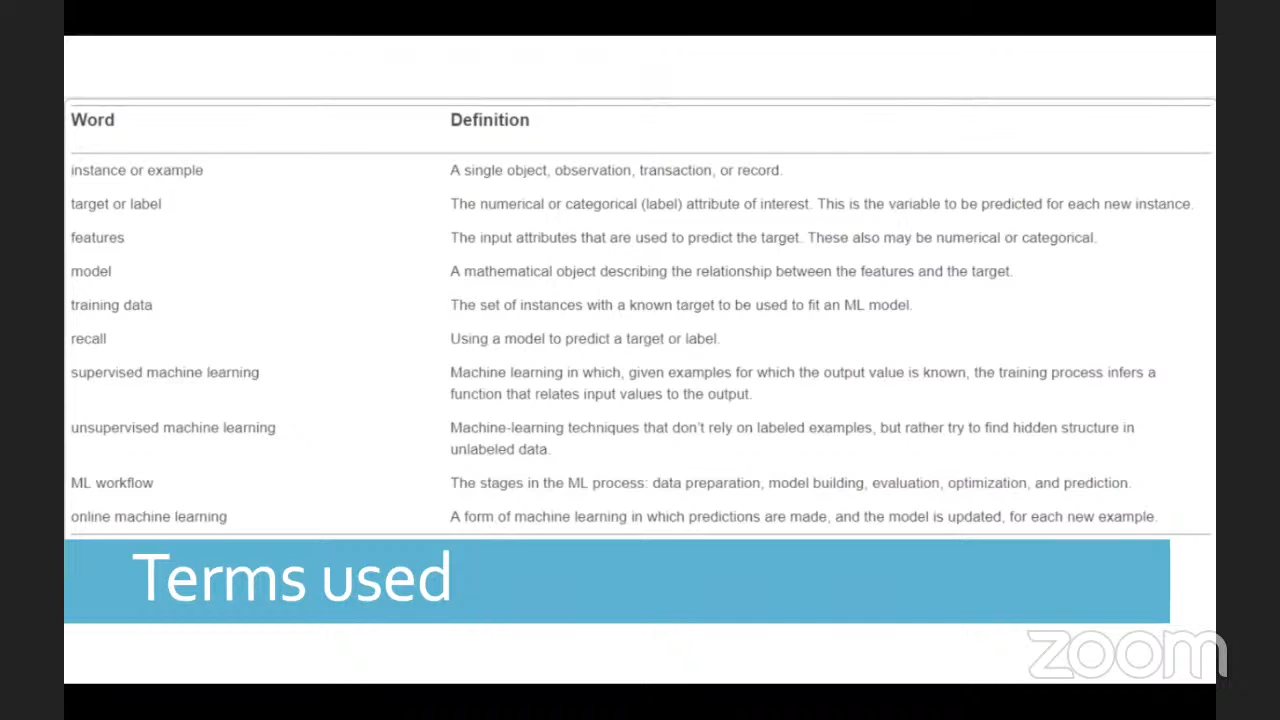 Word Definition
instance or example A single object, observation, transaction, or record.
target or label The numerical or categorical (label) attribute of interest. This is the variable to be predicted for each new instance.
features The input attributes that are used to predict the target. These also may be numerical or categorical.
model A mathematical object describing the relationship between the features and the target.
training data The set of instances with a known target to be used to fit an ML model.
recall Using a model to predict a target or label.
supervised machine learning Machine learning in which, given examples for which the output value is known, the training process infers a
function that relates input values to the output.
unsupervised machine learning Machine-learning techniques that don't rely on labeled examples, but rather try to find hidden structure in
unlabeled data.
ML workflow The stages in the ML process: data preparation, model building, evaluation, optimization, and prediction.
online machine learning A form of machine learning in which predictions are made, and the model is updated, for each new example.
Terms used
zoom